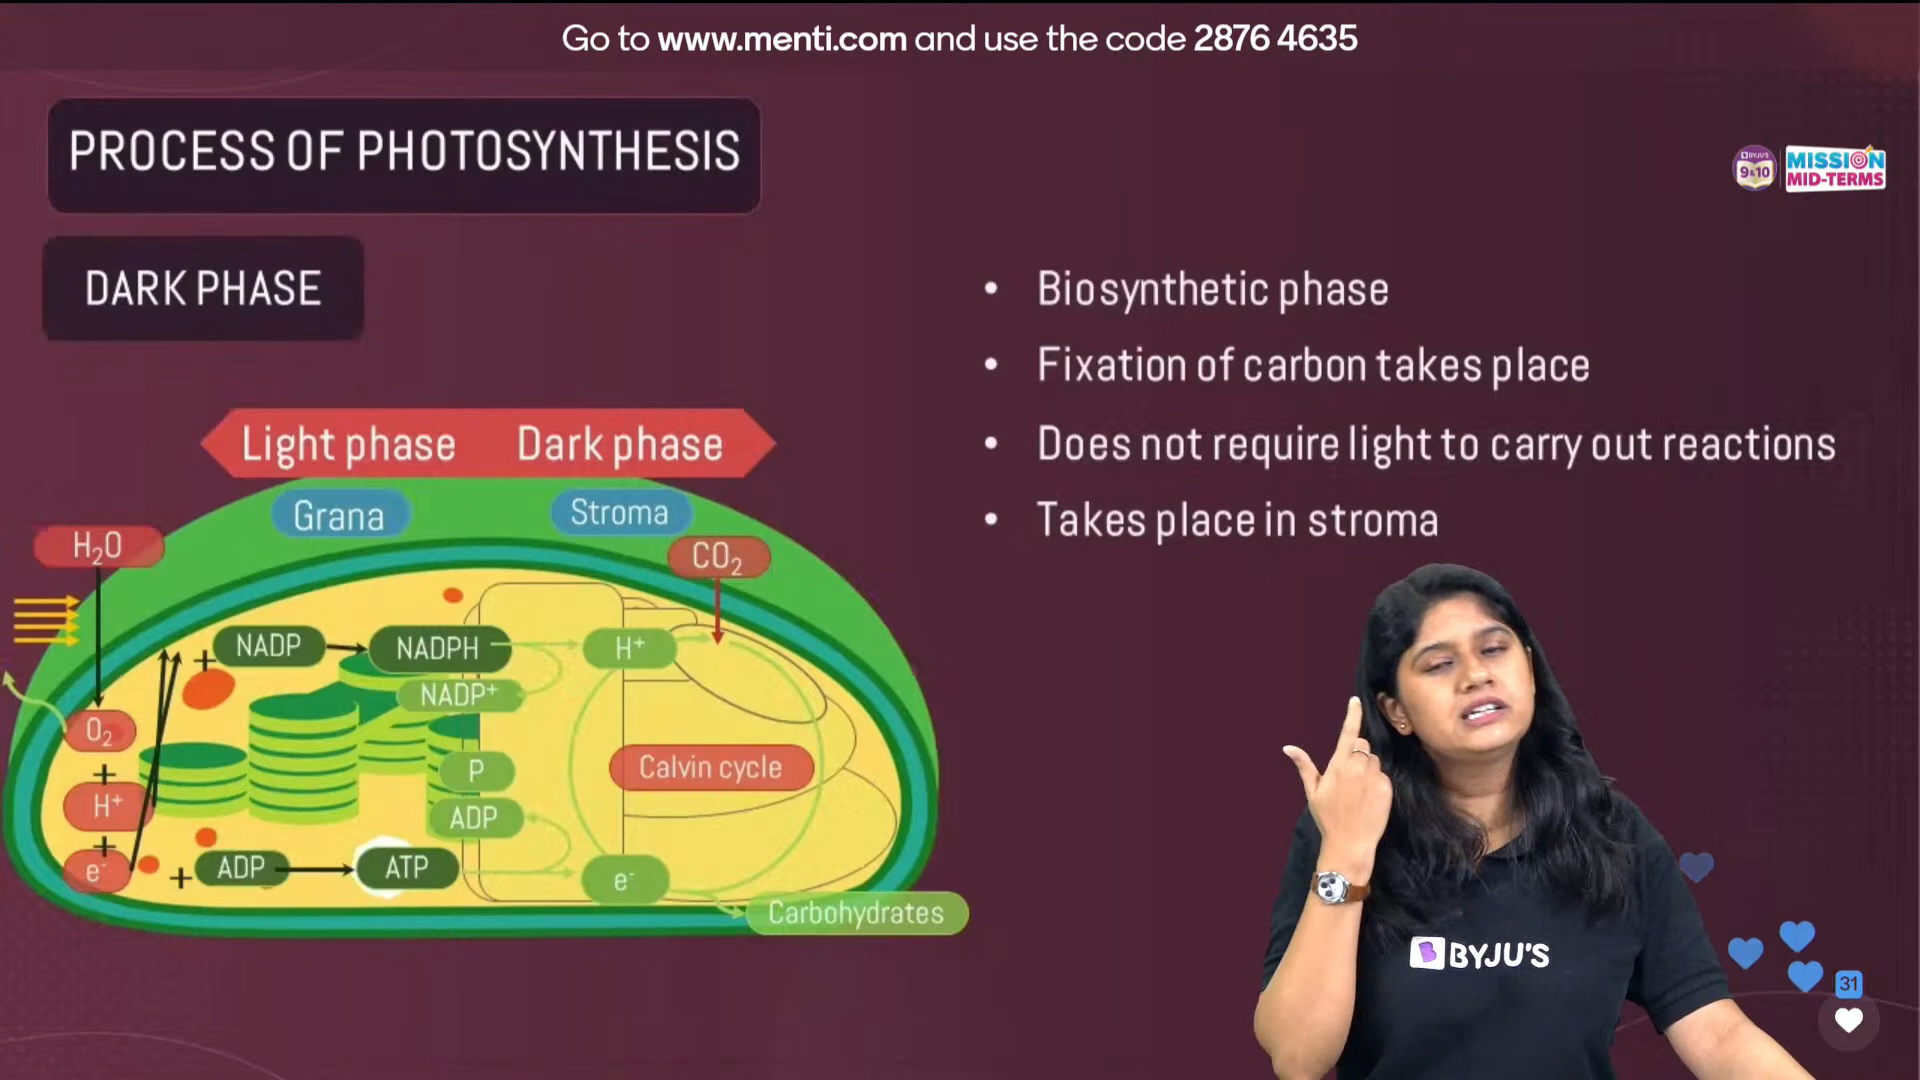 Go to www.menti.com and use the code 2876 4635
PROCESS OF PHOTOSYNTHESIS
BYJU'S
9&10
MISSION
MID-TERMS
DARK PHASE
• Biosynthetic phase
• Fixation of carbon takes place
• Does not require light to carry out reactions
• Takes place in stroma
Light phase Dark phase
Grana
Stroma
H₂O
CO₂
NADP
NADPH
H⁺
+
NADP⁺
O₂
+
P
Calvin cycle
H⁺
ADP
+
e⁻
+
ADP
ATP
e⁻
Carbohydrates
BYJU'S
31